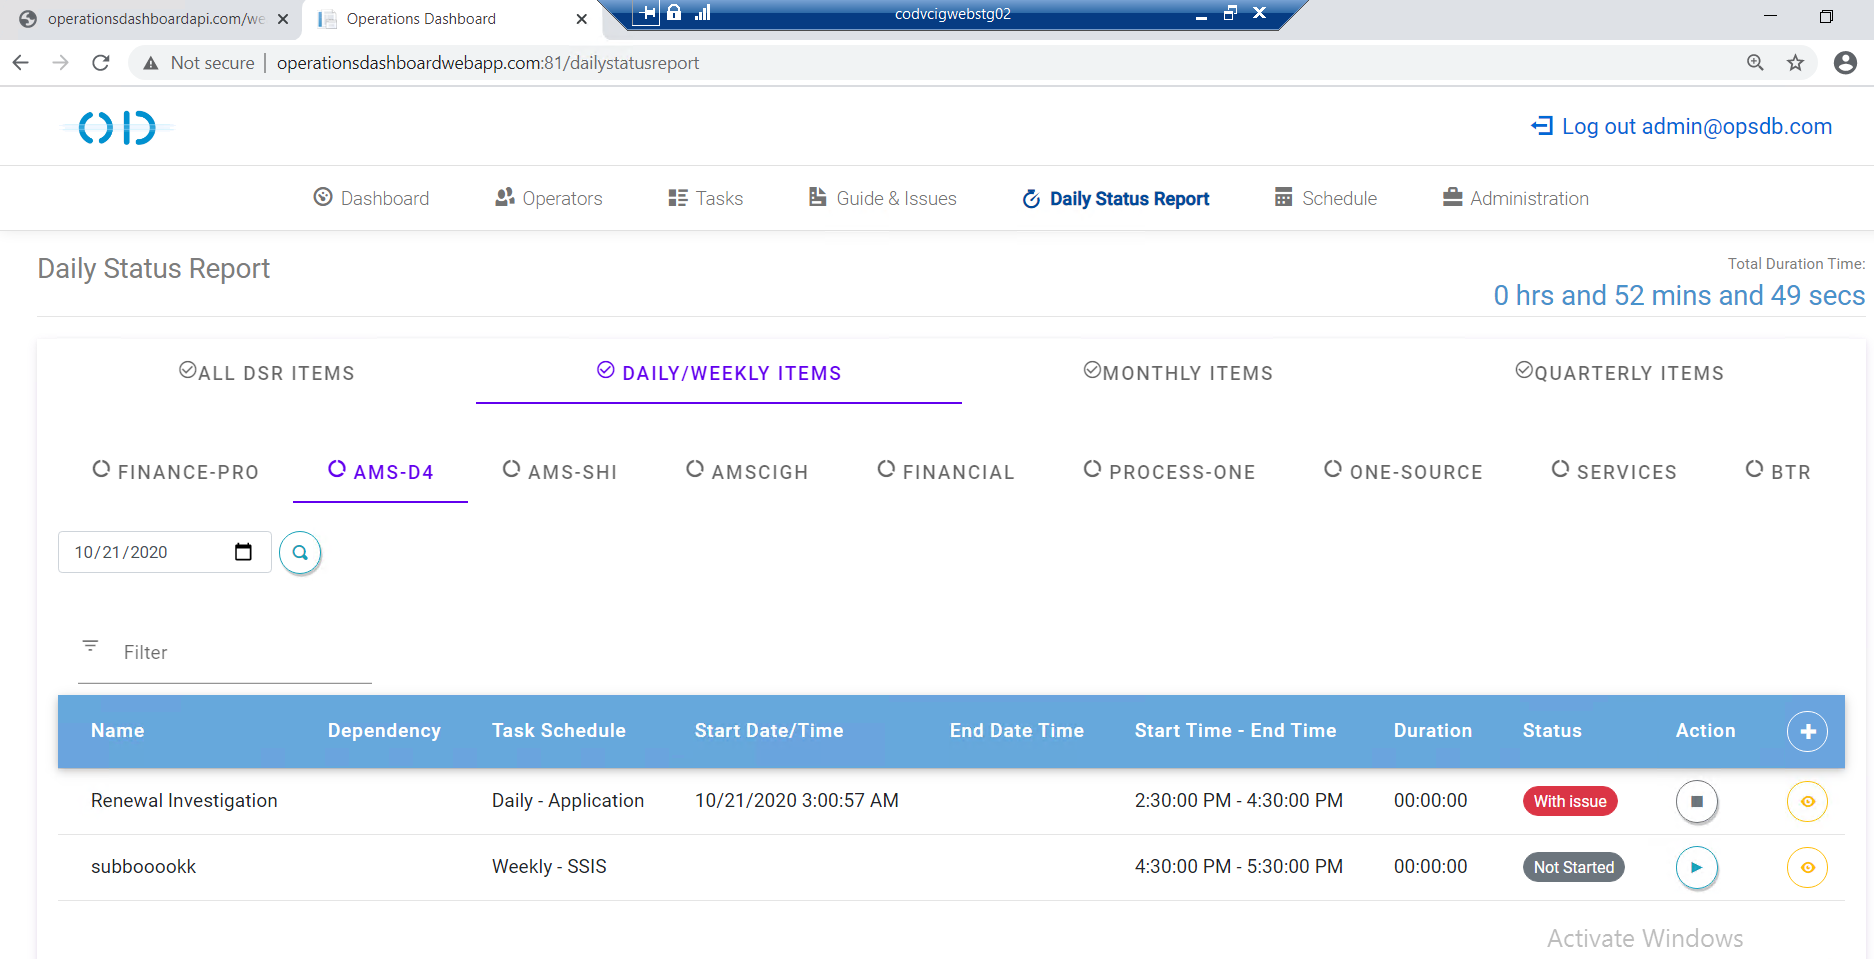 operationsdashboardapi.com/we
Operations Dashboard
codvcigwebstg02
Not secure
operationsdashboardwebapp.com:81/dailystatusreport
OD
Log out admin@opsdb.com
Dashboard
Operators
Tasks
Guide & Issues
Daily Status Report
Schedule
Administration
Daily Status Report
Total Duration Time:
0 hrs and 52 mins and 49 secs
ALL DSR ITEMS
DAILY/WEEKLY ITEMS
MONTHLY ITEMS
QUARTERLY ITEMS
FINANCE-PRO
AMS-D4
AMS-SHI
AMSCIGH
FINANCIAL
PROCESS-ONE
ONE-SOURCE
SERVICES
BTR
10/21/2020
Filter
Name Dependency Task Schedule Start Date/Time End Date Time Start Time - End Time Duration Status Action
Renewal Investigation Daily - Application 10/21/2020 3:00:57 AM 2:30:00 PM - 4:30:00 PM 00:00:00 With issue
subbooookk Weekly - SSIS 4:30:00 PM - 5:30:00 PM 00:00:00 Not Started
Activate Windows